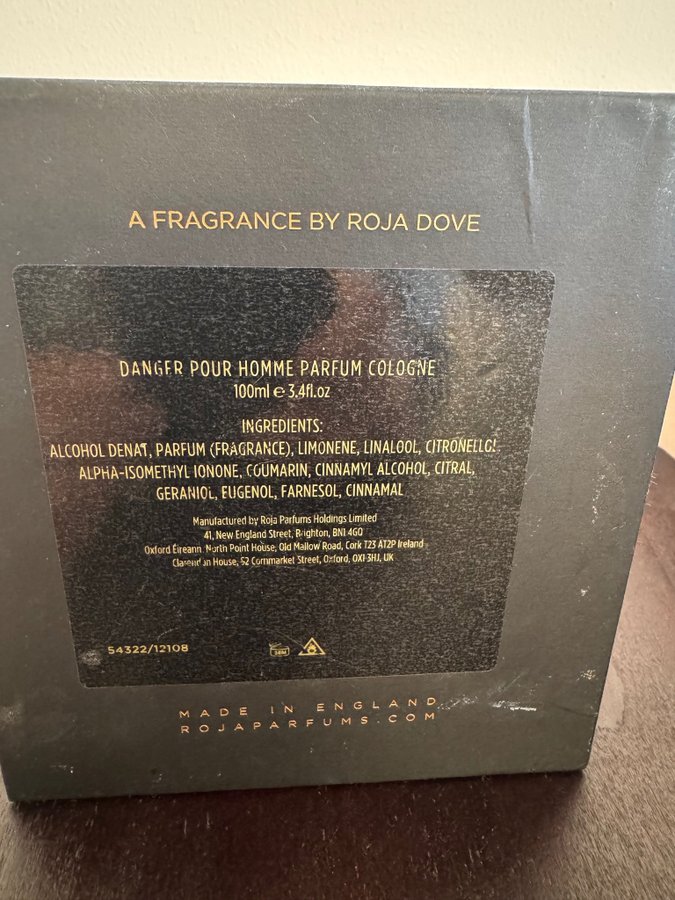 A FRAGRANCE BY ROJA DOVE
DANGER POUR HOMME PARFUM COLOGNE
100ml e 3.4fl.oz
INGREDIENTS:
ALCOHOL DENAT, PARFUM (FRAGRANCE), LIMONENE, LINALOOL, CITRONELLOL
ALPHA-ISOMETHYL IONONE, COUMARIN, CINNAMYL ALCOHOL, CITRAL,
GERANIOL, EUGENOL, FARNESOL, CINNAMAL
Manufactured by Roja Parfums Holdings Limited
41, New England Street, Brighton, BN1 4GQ
Oxford Éireann North Point House, Old Mallow Road, Cork T23 AT2P Ireland
Clarendon House, 52 Cornmarket Street, Oxford, OX1 3HJ, UK
54322/12108
36M
MADE IN ENGLAND
ROJAPARFUMS.COM